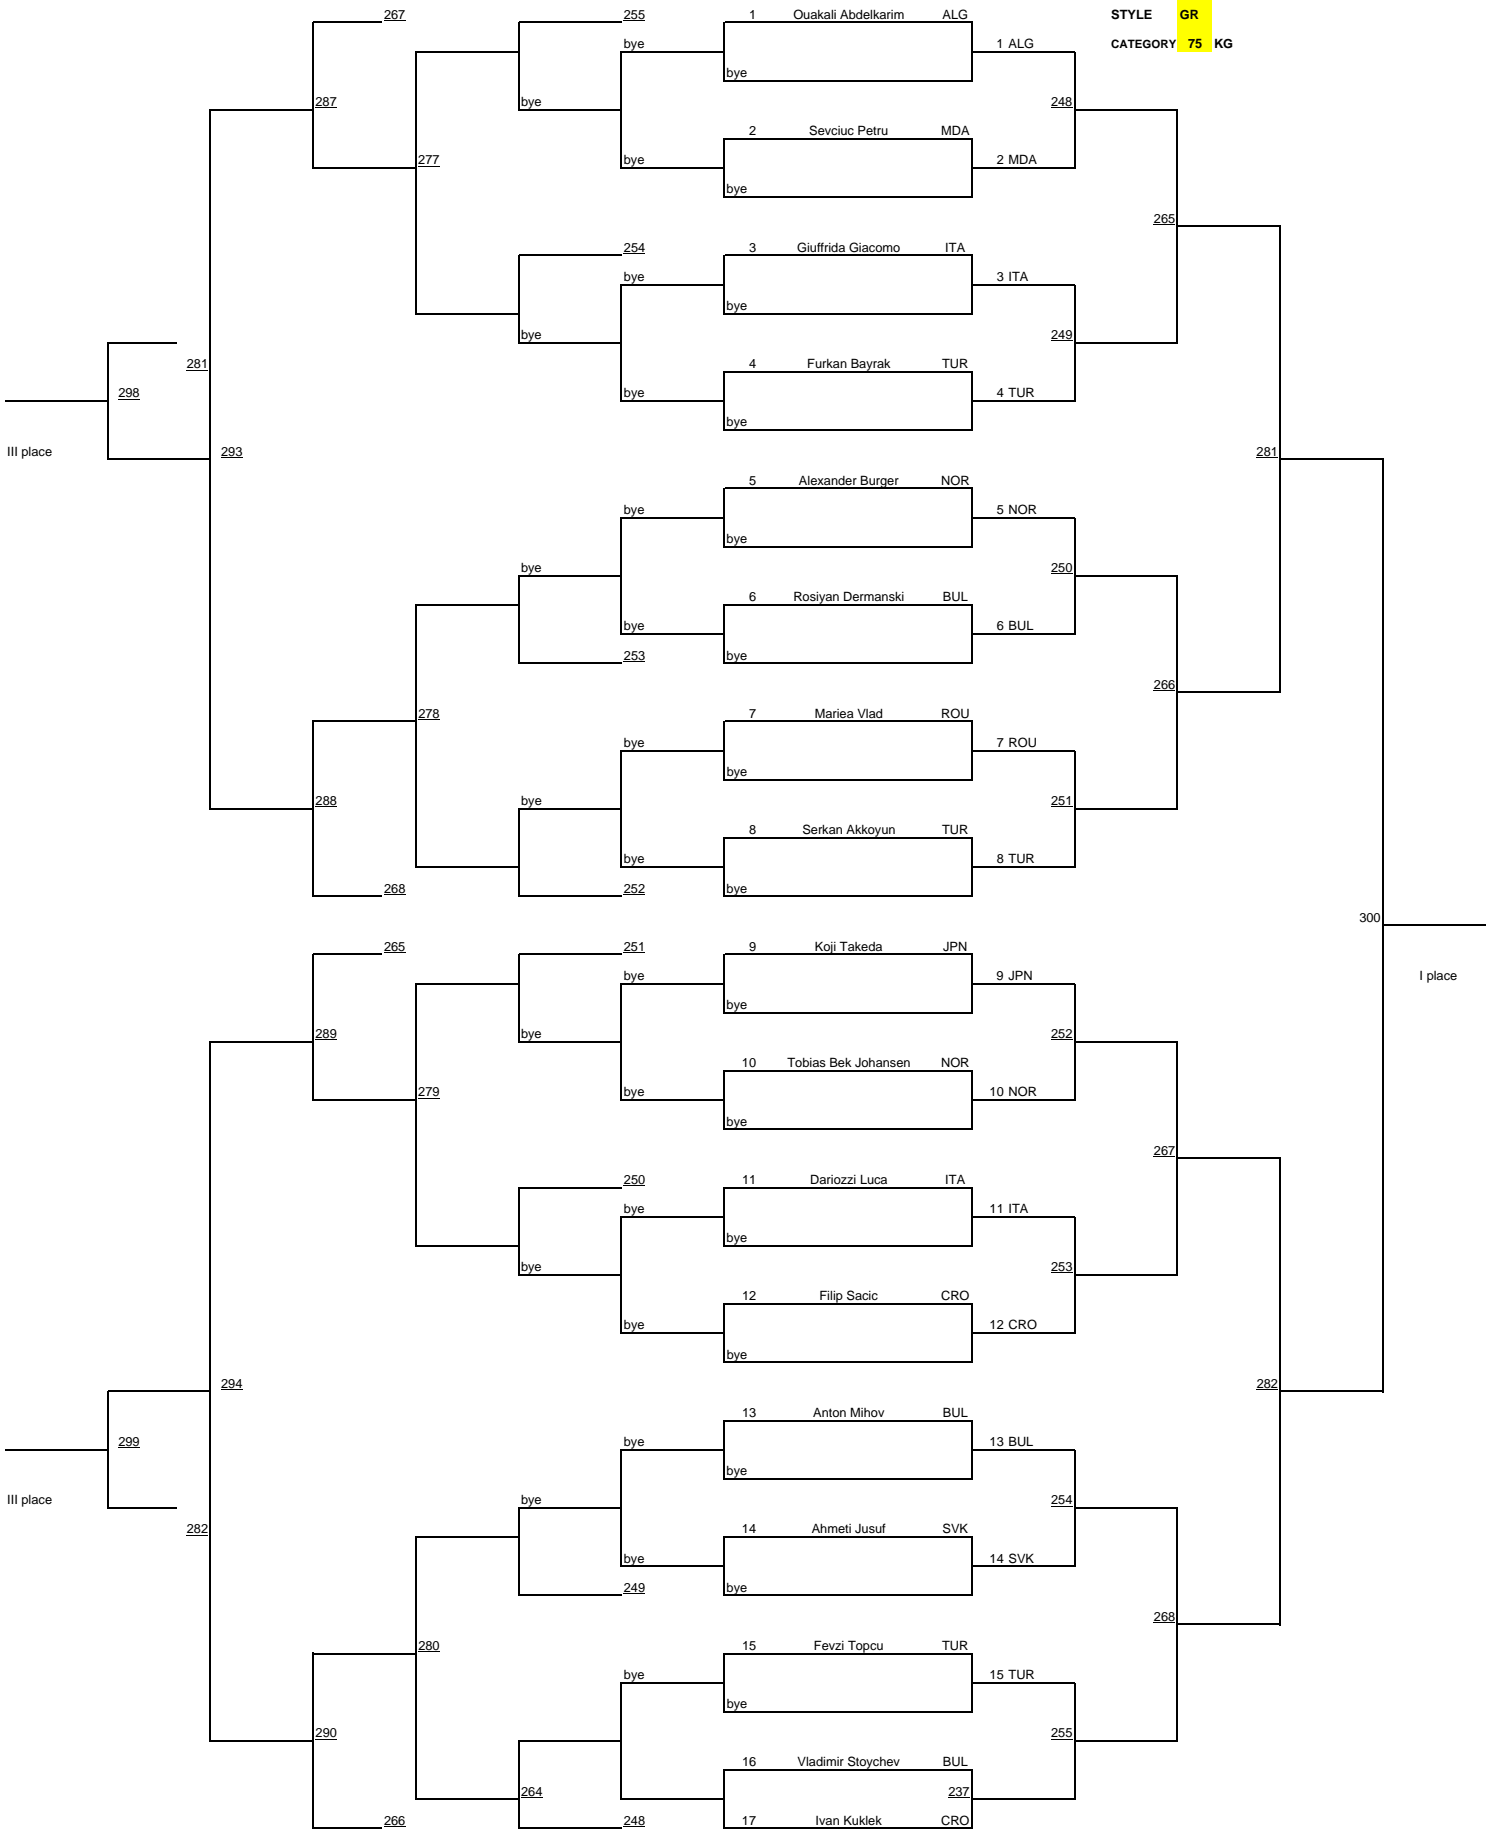 267 255 1 Ouakali Abdelkarim ALG STYLE GR
bye 1 ALG CATEGORY 75 KG
bye
287 bye 248
2 Sevciuc Petru MDA
277 bye 2 MDA
bye
265
254 3 Giuffrida Giacomo ITA
bye 3 ITA
bye
bye 249
281 4 Furkan Bayrak TUR
298 bye 4 TUR
bye
III place 293 281
5 Alexander Burger NOR
bye 5 NOR
bye
bye 250
6 Rosiyan Dermanski BUL
bye 6 BUL
253 bye
266
278 7 Mariea Vlad ROU
bye 7 ROU
bye
288 bye 251
8 Serkan Akkoyun TUR
bye 8 TUR
268 252 bye
300
265 251 9 Koji Takeda JPN
bye 9 JPN I place
bye
289 bye 252
10 Tobias Bek Johansen NOR
279 bye 10 NOR
bye
267
250 11 Dariozzi Luca ITA
bye 11 ITA
bye
bye 253
12 Filip Sacic CRO
bye 12 CRO
bye
294 282
13 Anton Mihov BUL
299 bye 13 BUL
bye
III place bye 254
282 14 Ahmeti Jusuf SVK
bye 14 SVK
249 bye
268
280 15 Fevzi Topcu TUR
bye 15 TUR
bye
290 255
16 Vladimir Stoychev BUL
264 237
266 248 17 Ivan Kuklek CRO